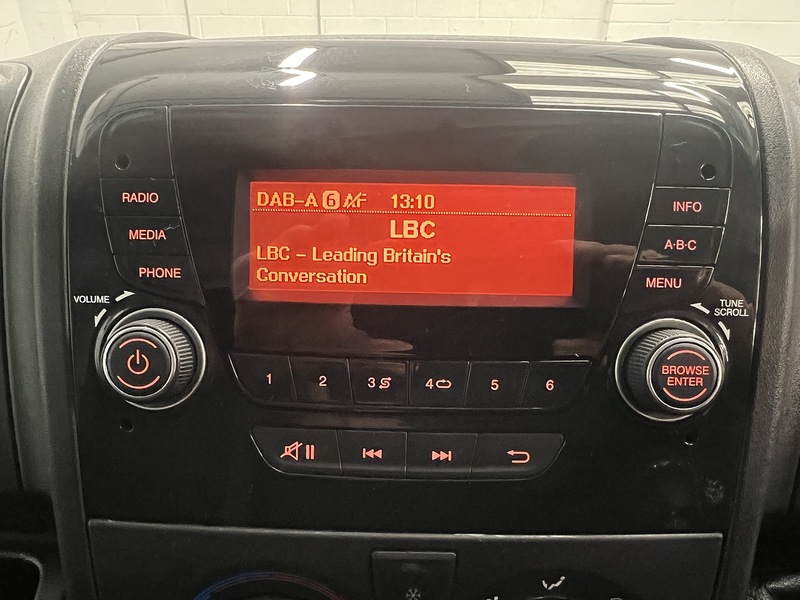 DAB-A 6 AF 13:10
LBC
LBC - Leading Britain's
Conversation
RADIO
MEDIA
PHONE
VOLUME
INFO
A·B·C
MENU
TUNE
SCROLL
BROWSE
ENTER
1 2 3 4 5 6